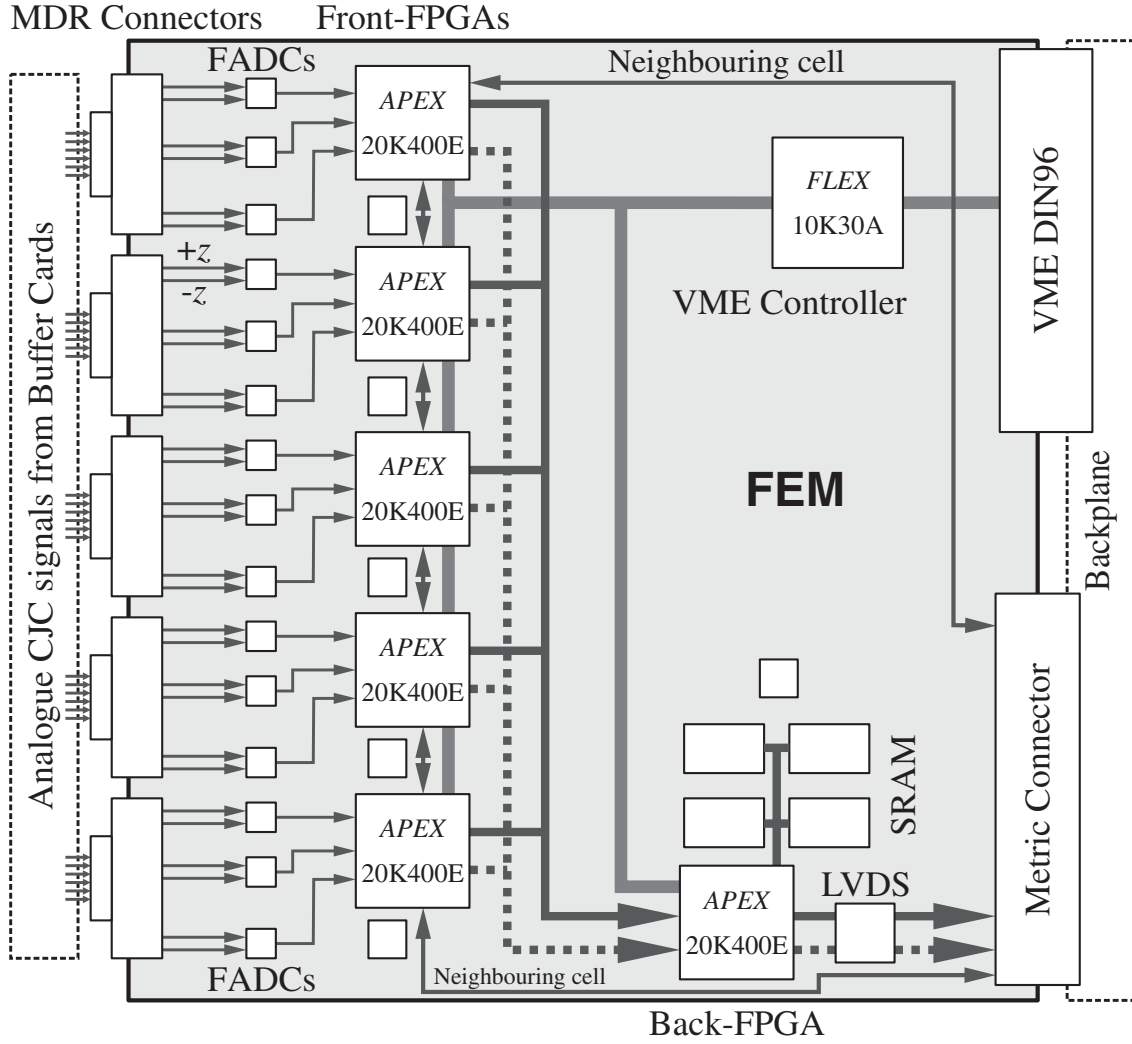 MDR Connectors
Front-FPGAs
FADCs
Neighbouring cell
APEX
20K400E
FLEX
10K30A
VME Controller
VME DIN96
+z
-z
APEX
20K400E
Analogue CJC signals from Buffer Cards
APEX
20K400E
FEM
Backplane
APEX
20K400E
SRAM
Metric Connector
APEX
20K400E
LVDS
APEX
20K400E
FADCs
Neighbouring cell
Back-FPGA